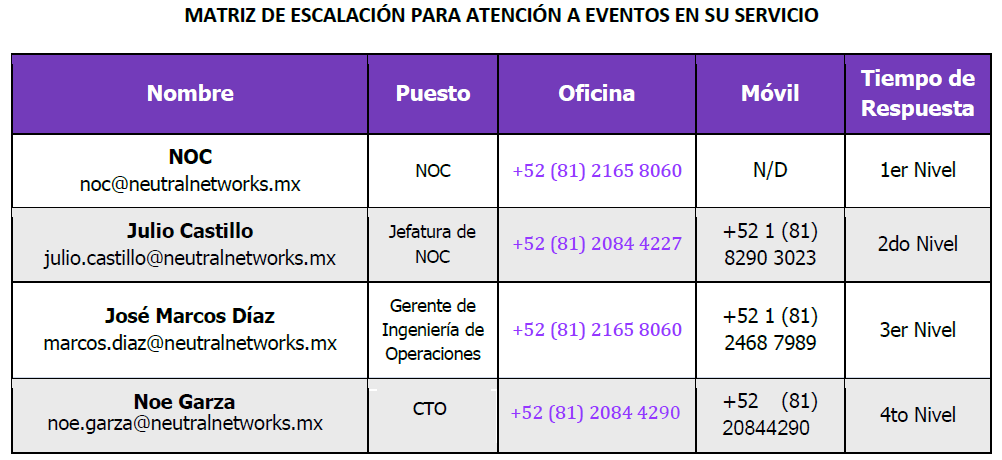 MATRIZ DE ESCALACIÓN PARA ATENCIÓN A EVENTOS EN SU SERVICIO
Nombre
Puesto
Oficina
Móvil
Tiempo de
Respuesta
NOC
noc@neutralnetworks.mx
NOC
+52 (81) 2165 8060
N/D
1er Nivel
Julio Castillo
julio.castillo@neutralnetworks.mx
Jefatura de
NOC
+52 (81) 2084 4227
+52 1 (81)
8290 3023
2do Nivel
José Marcos Díaz
marcos.diaz@neutralnetworks.mx
Gerente de
Ingeniería de
Operaciones
+52 (81) 2165 8060
+52 1 (81)
2468 7989
3er Nivel
Noe Garza
noe.garza@neutralnetworks.mx
CTO
+52 (81) 2084 4290
+52 (81)
20844290
4to Nivel